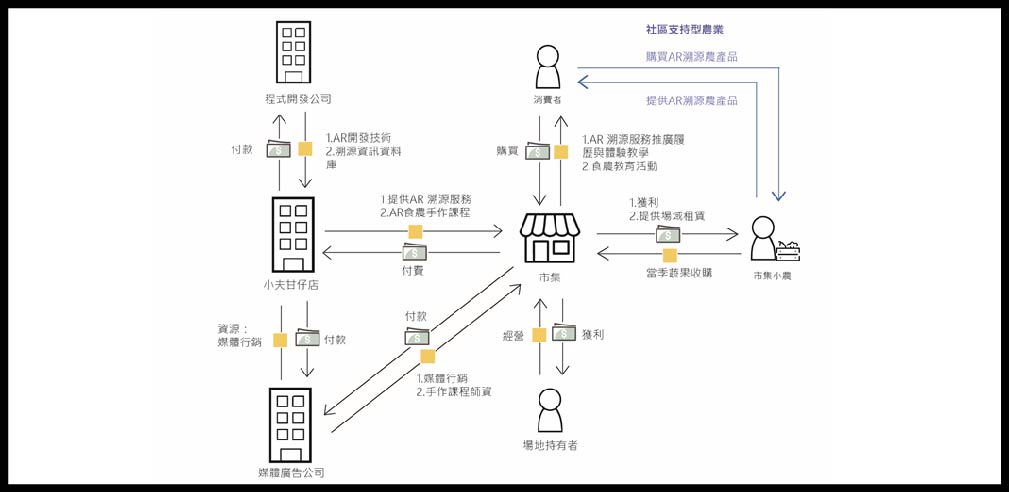 社區支持型農業
購買AR溯源農產品
提供AR溯源農產品
程式開發公司
消費者
付款
1.AR開發技術
2.溯源資訊資料
庫
購買
1.AR 溯源服務推廣履
歷與體驗教學
2 食農教育活動
1提供AR 溯源服務
2.AR食農手作課程
付費
1.獲利
2.提供場域租賃
當季蔬果收購
小夫甘仔店
市集
市集小農
資源：
媒體行銷
付款
付款
1.媒體行銷
2.手作課程師資
經營
獲利
媒體廣告公司
場地持有者